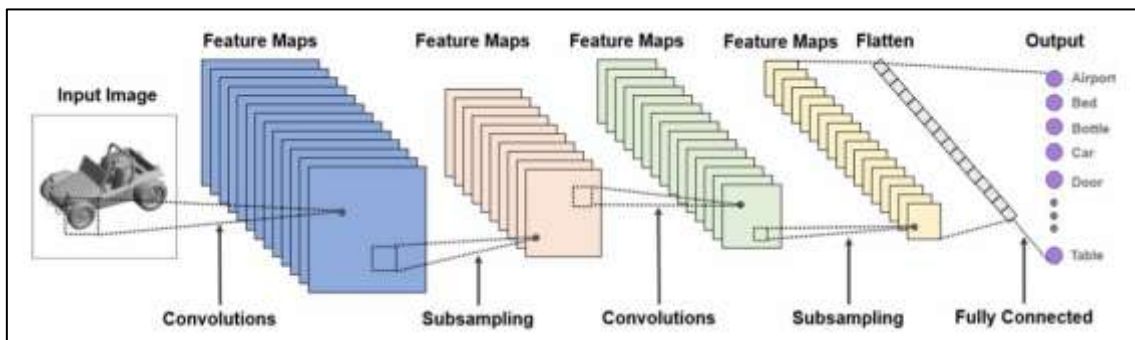 Feature Maps
Feature Maps
Feature Maps
Feature Maps
Flatten
Output
Input Image
Airport
Bed
Bottle
Car
Door
Table
Convolutions
Subsampling
Convolutions
Subsampling
Fully Connected